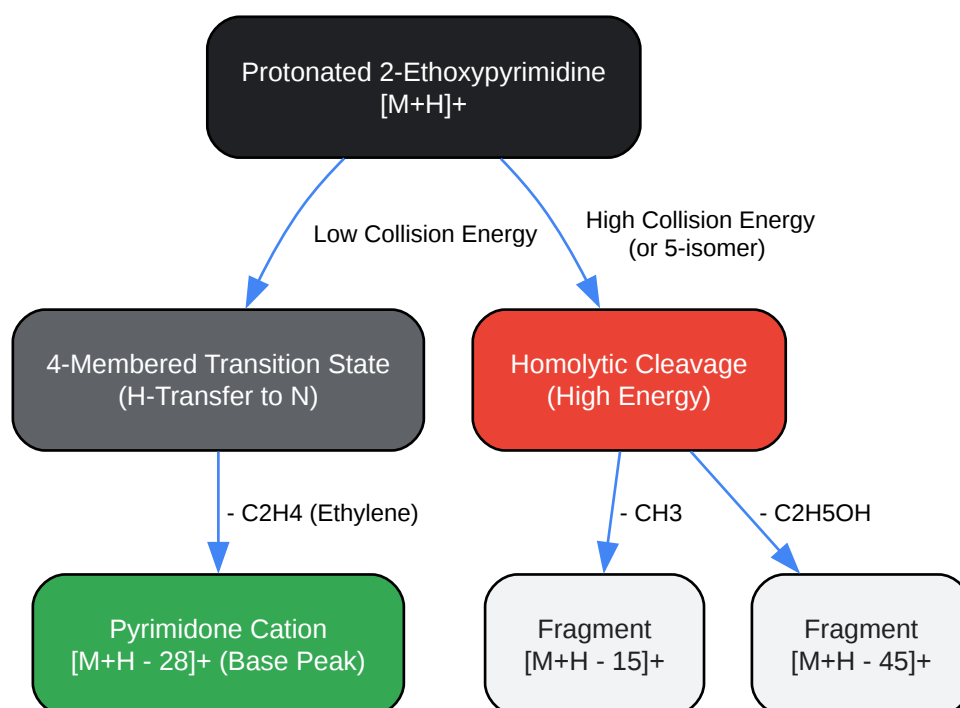 Protonated 2-Ethoxypyrimidine
[M+H]+
Low Collision Energy
High Collision Energy
(or 5-isomer)
4-Membered Transition State
(H-Transfer to N)
Homolytic Cleavage
(High Energy)
- C2H4 (Ethylene)
- CH3
- C2H5OH
Pyrimidone Cation
[M+H - 28]+ (Base Peak)
Fragment
[M+H - 15]+
Fragment
[M+H - 45]+